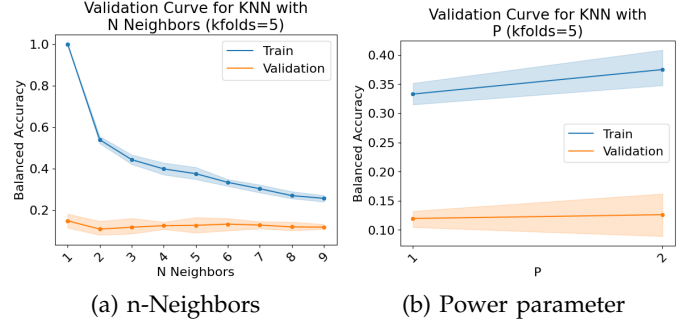 Validation Curve for KNN with
N Neighbors (kfolds=5)
Balanced Accuracy
1.0
0.8
0.6
0.4
0.2
Train
Validation
1
2
3
4
5
6
7
8
9
N Neighbors
(a) n-Neighbors
Validation Curve for KNN with
P (kfolds=5)
Balanced Accuracy
0.40
0.35
0.30
0.25
0.20
0.15
0.10
Train
Validation
1
2
P
(b) Power parameter